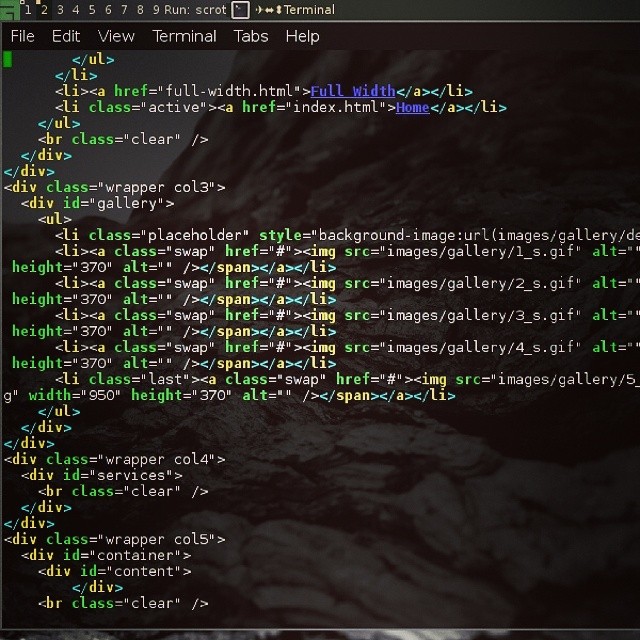 1 2 3 4 5 6 7 8 9 Run: scrot Terminal
File Edit View Terminal Tabs Help
</ul>
</li>
<li><a href="full-width.html">Full Width</a></li>
<li class="active"><a href="index.html">Home</a></li>
</ul>
<br class="clear" />
</div>
</div>
<div class="wrapper col3">
<div id="gallery">
<ul>
<li class="placeholder" style="background-image:url(images/gallery/de
<li><a class="swap" href="#"><img src="images/gallery/1_s.gif" alt=""
height="370" alt="" /></span></a></li>
<li><a class="swap" href="#"><img src="images/gallery/2_s.gif" alt=""
height="370" alt="" /></span></a></li>
<li><a class="swap" href="#"><img src="images/gallery/3_s.gif" alt=""
height="370" alt="" /></span></a></li>
<li><a class="swap" href="#"><img src="images/gallery/4_s.gif" alt=""
height="370" alt="" /></span></a></li>
<li class="last"><a class="swap" href="#"><img src="images/gallery/5_
g" width="950" height="370" alt="" /></span></a></li>
</ul>
</div>
</div>
<div class="wrapper col4">
<div id="services">
<br class="clear" />
</div>
</div>
<div class="wrapper col5">
<div id="container">
<div id="content">
</div>
<br class="clear" />